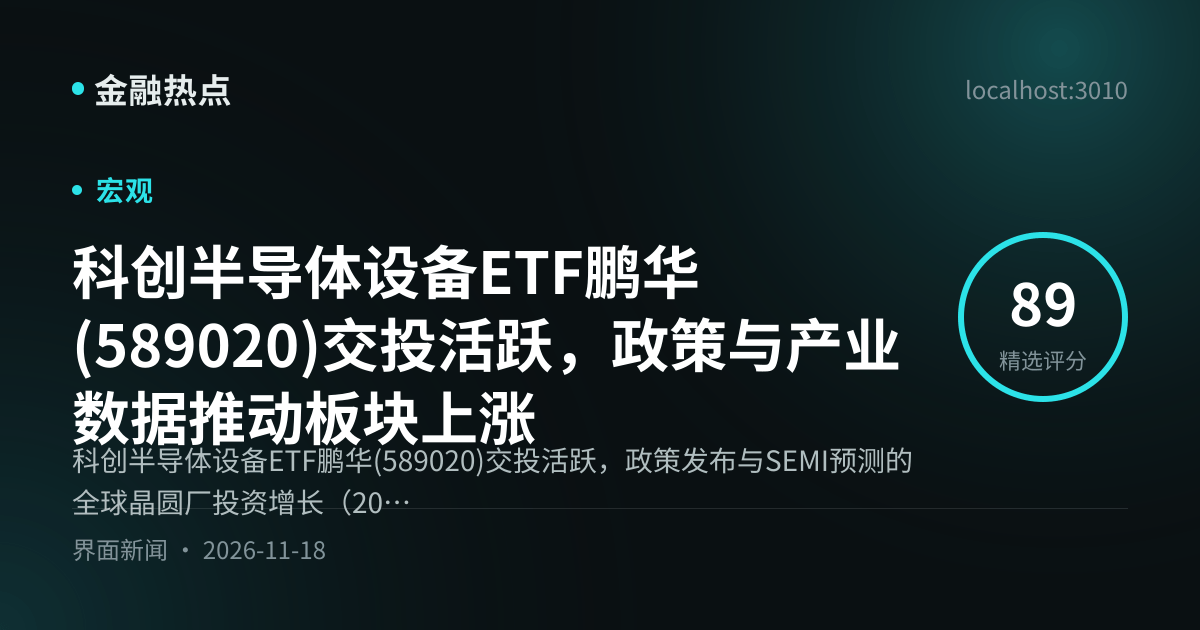 金融热点
localhost:3010
宏观
科创半导体设备ETF鹏华
(589020)交投活跃，政策与产业
数据推动板块上涨
89
精选评分
科创半导体设备ETF鹏华(589020)交投活跃，政策发布与SEMI预测的
全球晶圆厂投资增长（20…
界面新闻 · 2026-11-18